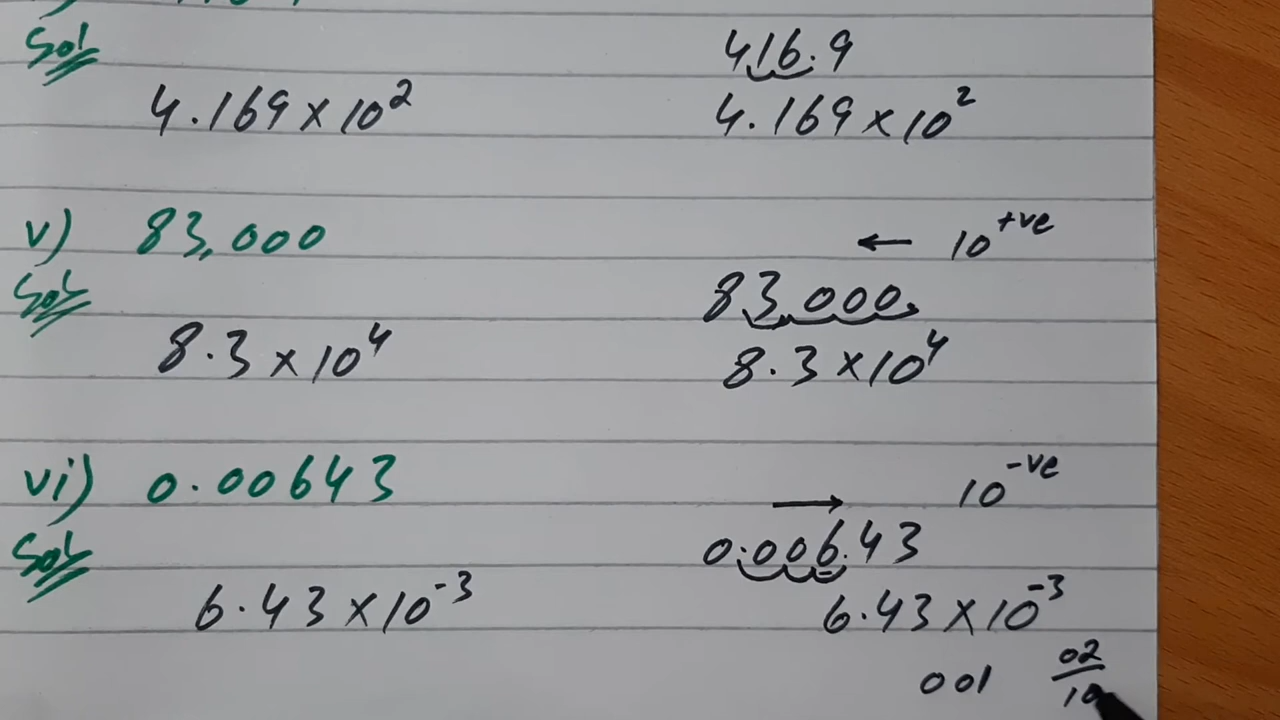 Sol
416.9
4.169 x 10²
4.169 x 10²
v) 83,000
← 10⁺ᵛᵉ
Sol
83,000.
8.3 x 10⁴
8.3 x 10⁴
vi) 0.00643
→ 10⁻ᵛᵉ
Sol
0.006.43
6.43 x 10⁻³
6.43 x 10⁻³
001
02
10